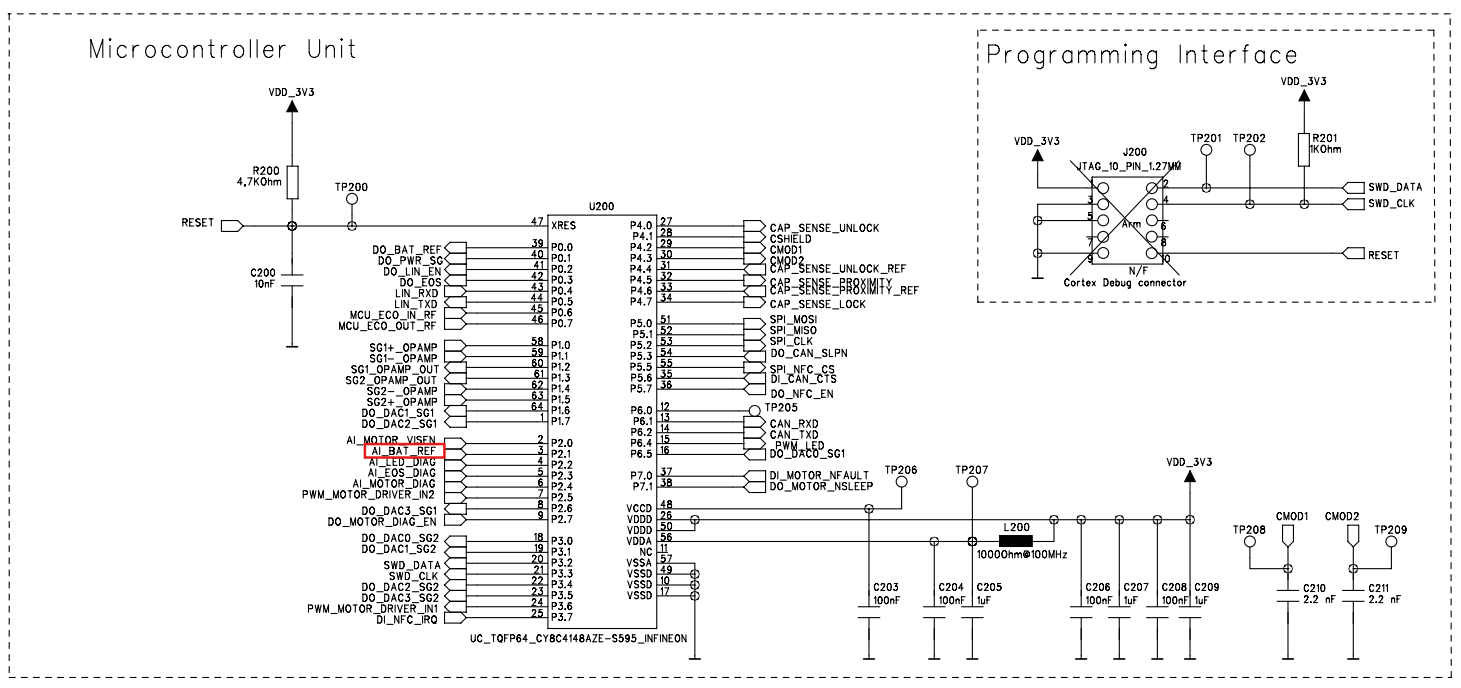 Microcontroller Unit
Programming Interface
VDD_3V3
R200
4,7KOhm
TP200
RESET
C200
10nF
U200
47 XRES
DO_BAT_REF 39 P0.0
DO_PWR_SG 40 P0.1
DO_LIN_EN 41 P0.2
DO_EOS 42 P0.3
LIN_RXD 43 P0.4
LIN_TXD 44 P0.5
MCU_ECO_IN_RF 45 P0.6
MCU_ECO_OUT_RF 46 P0.7
SG1+_OPAMP 58 P1.0
SG1-_OPAMP 59 P1.1
SG1_OPAMP_OUT 60 P1.2
SG2_OPAMP_OUT 61 P1.3
SG2-_OPAMP 62 P1.4
SG2+_OPAMP 63 P1.5
DO_DAC1_SG1 64 P1.6
DO_DAC2_SG1 1 P1.7
AI_MOTOR_VISEN 2 P2.0
AI_BAT_REF 3 P2.1
AI_LED_DIAG 4 P2.2
AI_EOS_DIAG 5 P2.3
AI_MOTOR_DIAG 6 P2.4
PWM_MOTOR_DRIVER_IN2 7 P2.5
DO_DAC3_SG1 8 P2.6
DO_MOTOR_DIAG_EN 9 P2.7
DO_DAC0_SG2 18 P3.0
DO_DAC1_SG2 19 P3.1
SWD_DATA 20 P3.2
SWD_CLK 21 P3.3
DO_DAC2_SG2 22 P3.4
DO_DAC3_SG2 23 P3.5
PWM_MOTOR_DRIVER_IN1 24 P3.6
DI_NFC_IRQ 25 P3.7
P4.0 27 CAP_SENSE_UNLOCK
P4.1 28 CSHIELD
P4.2 29 CMOD1
P4.3 30 CMOD2
P4.4 31 CAP_SENSE_UNLOCK_REF
P4.5 32 CAP_SENSE_PROXIMITY
P4.6 33 CAP_SENSE_PROXIMITY_REF
P4.7 34 CAP_SENSE_LOCK
P5.0 51 SPI_MOSI
P5.1 52 SPI_MISO
P5.2 53 SPI_CLK
P5.3 54 DO_CAN_SLPN
P5.5 55 SPI_NFC_CS
P5.6 35 DI_CAN_CTS
P5.7 36 DO_NFC_EN
P6.0 12 TP205
P6.1 13 CAN_RXD
P6.2 14 CAN_TXD
P6.4 15 PWM_LED
P6.5 16 DO_DAC0_SG1
P7.0 37 DI_MOTOR_NFAULT
P7.1 38 DO_MOTOR_NSLEEP
VCCD 48
VDDD 26
VDDD 50
VDDA 56
NC 11
VSSA 57
VSSD 49
VSSD 10
VSSD 17
UC_TQFP64_CY8C4148AZE-S595_INFINEON
TP206
TP207
VDD_3V3
L200
1000Ohm@100MHz
C203
100nF
C204
100nF
C205
1uF
C206
100nF
C207
1uF
C208
100nF
C209
1uF
TP208
CMOD1
CMOD2
TP209
C210
2.2 nF
C211
2.2 nF
VDD_3V3
VDD_3V3
TP201
TP202
R201
1KOhm
J200
JTAG_10_PIN_1.27MM
1 2 SWD_DATA
3 4 SWD_CLK
5 Arm 6
7 8
9 10 RESET
N/F
Cortex Debug connector